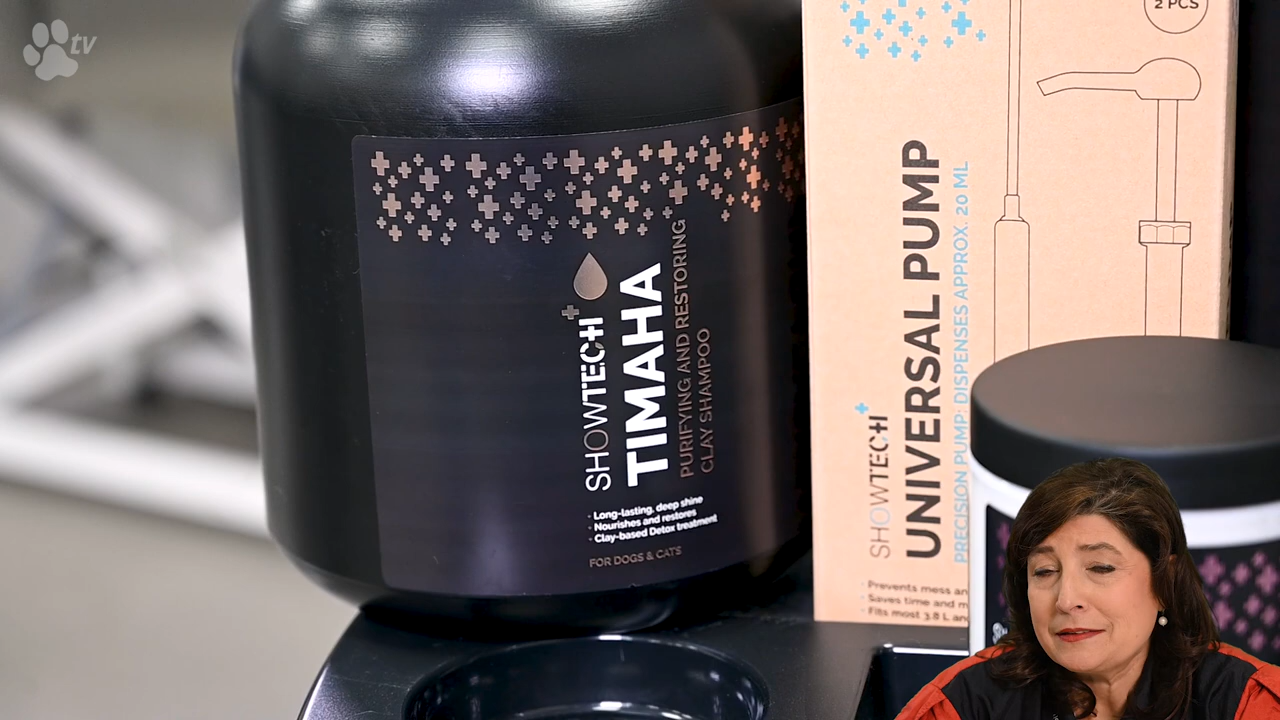 tv
SHOWTECH
TIMAHA
PURIFYING AND RESTORING
CLAY SHAMPOO
· Long-lasting, deep shine
· Nourishes and restores
· Clay-based Detox treatment
FOR DOGS & CATS
2 PCS
SHOWTECH
UNIVERSAL PUMP
PRECISION PUMP: DISPENSES APPROX. 20 ML
· Prevents mess
· Saves time and
· Fits most 3.8 L